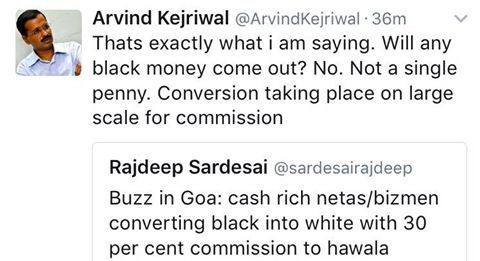 Arvind Kejriwal @ArvindKejriwal · 36m
Thats exactly what i am saying. Will any
black money come out? No. Not a single
penny. Conversion taking place on large
scale for commission
Rajdeep Sardesai @sardesairajdeep
Buzz in Goa: cash rich netas/bizmen
converting black into white with 30
per cent commission to hawala